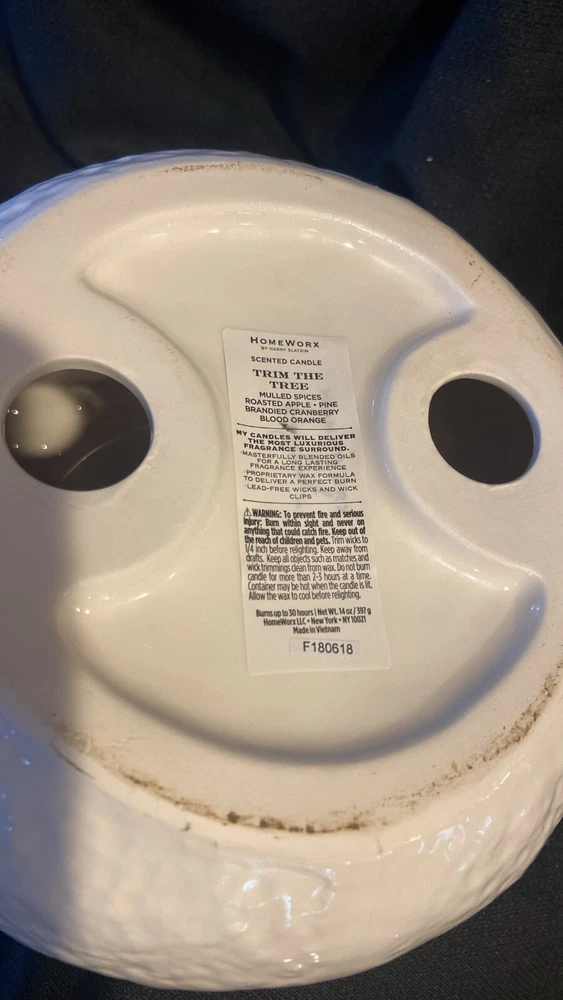 HOMEWORX
BY HARRY SLATKIN
SCENTED CANDLE
TRIM THE
TREE
MULLED SPICES
ROASTED APPLE • PINE
BRANDIED CRANBERRY
BLOOD ORANGE
MY CANDLES WILL DELIVER
THE MOST LUXURIOUS
FRAGRANCE SURROUND.
•MASTERFULLY BLENDED OILS
FOR A LONG LASTING
FRAGRANCE EXPERIENCE
•PROPRIETARY WAX FORMULA
TO DELIVER A PERFECT BURN
•LEAD-FREE WICKS AND WICK
CLIPS
⚠WARNING: To prevent fire and serious
injury: Burn within sight and never on
anything that could catch fire. Keep out of
the reach of children and pets. Trim wicks to
1/4 inch before relighting. Keep away from
drafts. Keep all objects such as matches and
wick trimmings clean from wax. Do not burn
candle for more than 2-3 hours at a time.
Container may be hot when the candle is lit.
Allow the wax to cool before relighting.
Burns up to 30 hours | Net Wt. 14 oz / 397 g
HomeWorx LLC • New York • NY 10021
Made in Vietnam
F180618